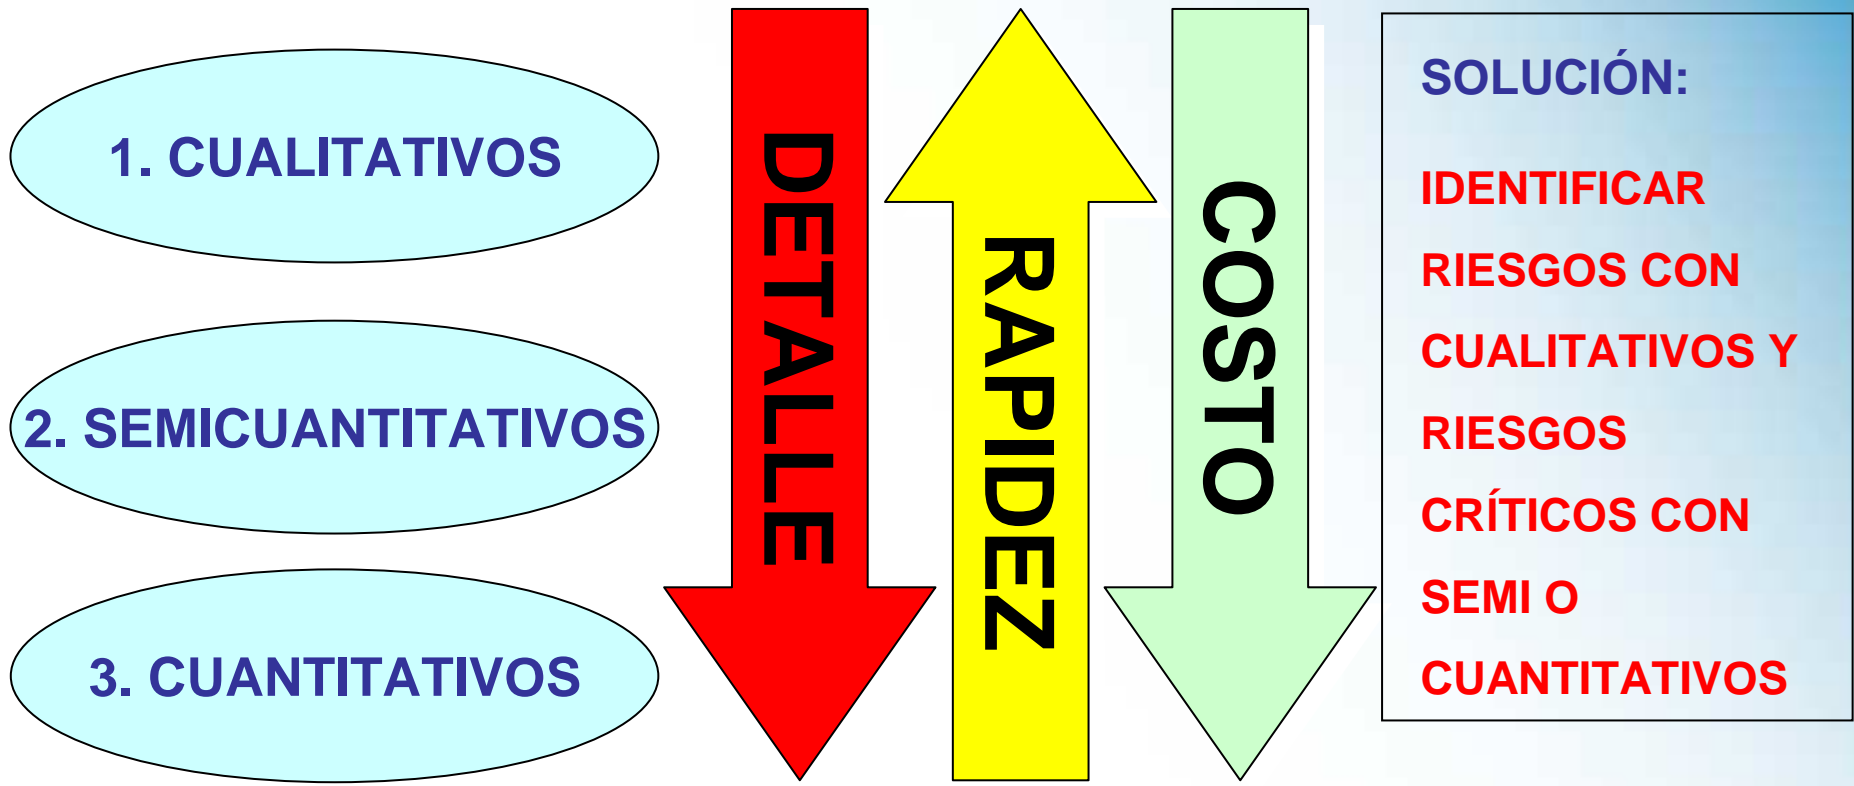 1. CUALITATIVOS
2. SEMICUANTITATIVOS
3. CUANTITATIVOS
DETALLE
RAPIDEZ
COSTO
SOLUCIÓN:
IDENTIFICAR
RIESGOS CON
CUALITATIVOS Y
RIESGOS
CRÍTICOS CON
SEMI O
CUANTITATIVOS